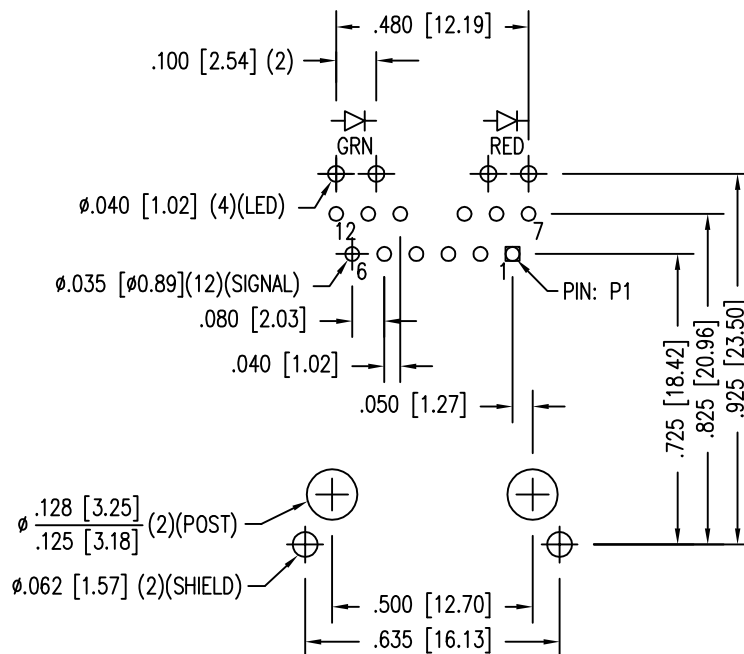 .480 [12.19]
.100 [2.54] (2)
GRN
RED
ø.040 [1.02] (4)(LED)
12
7
6
1
ø.035 [ø0.89](12)(SIGNAL)
PIN: P1
.080 [2.03]
.040 [1.02]
.050 [1.27]
.725 [18.42]
.825 [20.96]
.925 [23.50]
ø .128 [3.25]
.125 [3.18] (2)(POST)
ø.062 [1.57] (2)(SHIELD)
.500 [12.70]
.635 [16.13]